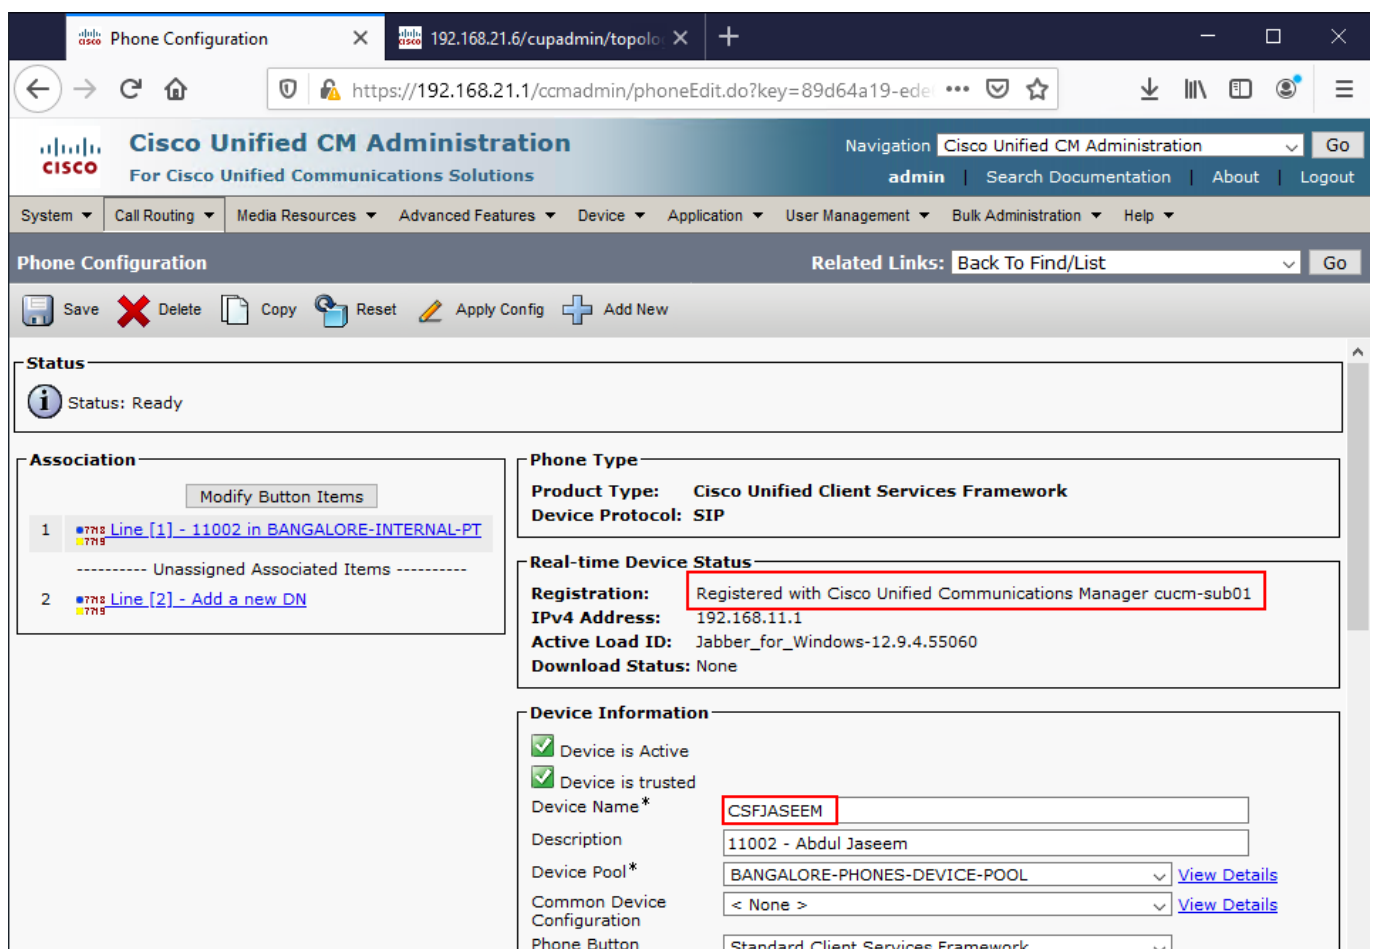 Phone Configuration
192.168.21.6/cupadmin/topolo
https://192.168.21.1/ccmadmin/phoneEdit.do?key=89d64a19-ede
CISCO
Cisco Unified CM Administration
For Cisco Unified Communications Solutions
Navigation Cisco Unified CM Administration Go
admin | Search Documentation | About | Logout
System Call Routing Media Resources Advanced Features Device Application User Management Bulk Administration Help
Phone Configuration
Related Links: Back To Find/List Go
Save Delete Copy Reset Apply Config Add New
Status
Status: Ready
Association
Modify Button Items
1 Line [1] - 11002 in BANGALORE-INTERNAL-PT
---------- Unassigned Associated Items ----------
2 Line [2] - Add a new DN
Phone Type
Product Type: Cisco Unified Client Services Framework
Device Protocol: SIP
Real-time Device Status
Registration: Registered with Cisco Unified Communications Manager cucm-sub01
IPv4 Address: 192.168.11.1
Active Load ID: Jabber_for_Windows-12.9.4.55060
Download Status: None
Device Information
Device is Active
Device is trusted
Device Name* CSFJASEEM
Description 11002 - Abdul Jaseem
Device Pool* BANGALORE-PHONES-DEVICE-POOL View Details
Common Device Configuration < None > View Details
Phone Button Standard Client Services Framework